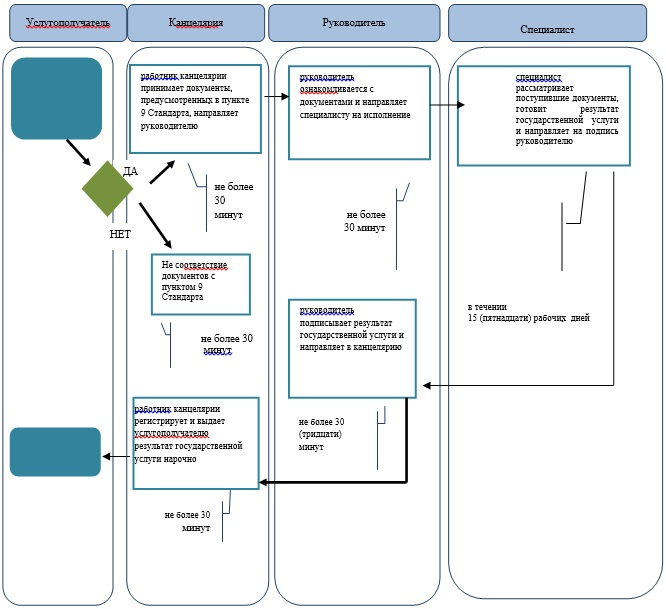 Услугополучатель
Канцелярия
Руководитель
Специалист
работник канцелярии
принимает документы,
предусмотренных в пункте
9 Стандарта, направляет
руководителю
руководитель
ознакомливается с
документами и направляет
специалисту на исполнение
специалист
рассматривает
поступившие документы,
готовит результат
государственной услуги
и направляет на подпись
руководителю
ДА
не более
30
минут
не более
30 минут
НЕТ
Не соответствие
документов с
пунктом 9
Стандарта
руководитель
подписывает результат
государственной услуги и
направляет в канцелярию
в течении
15 (пятнадцати) рабочих дней
не более 30
минут
работник канцелярии
регистрирует и выдает
услугополучателю
результат государственной
услуги нарочно
не более 30
(тридцати)
минут
не более 30
минут